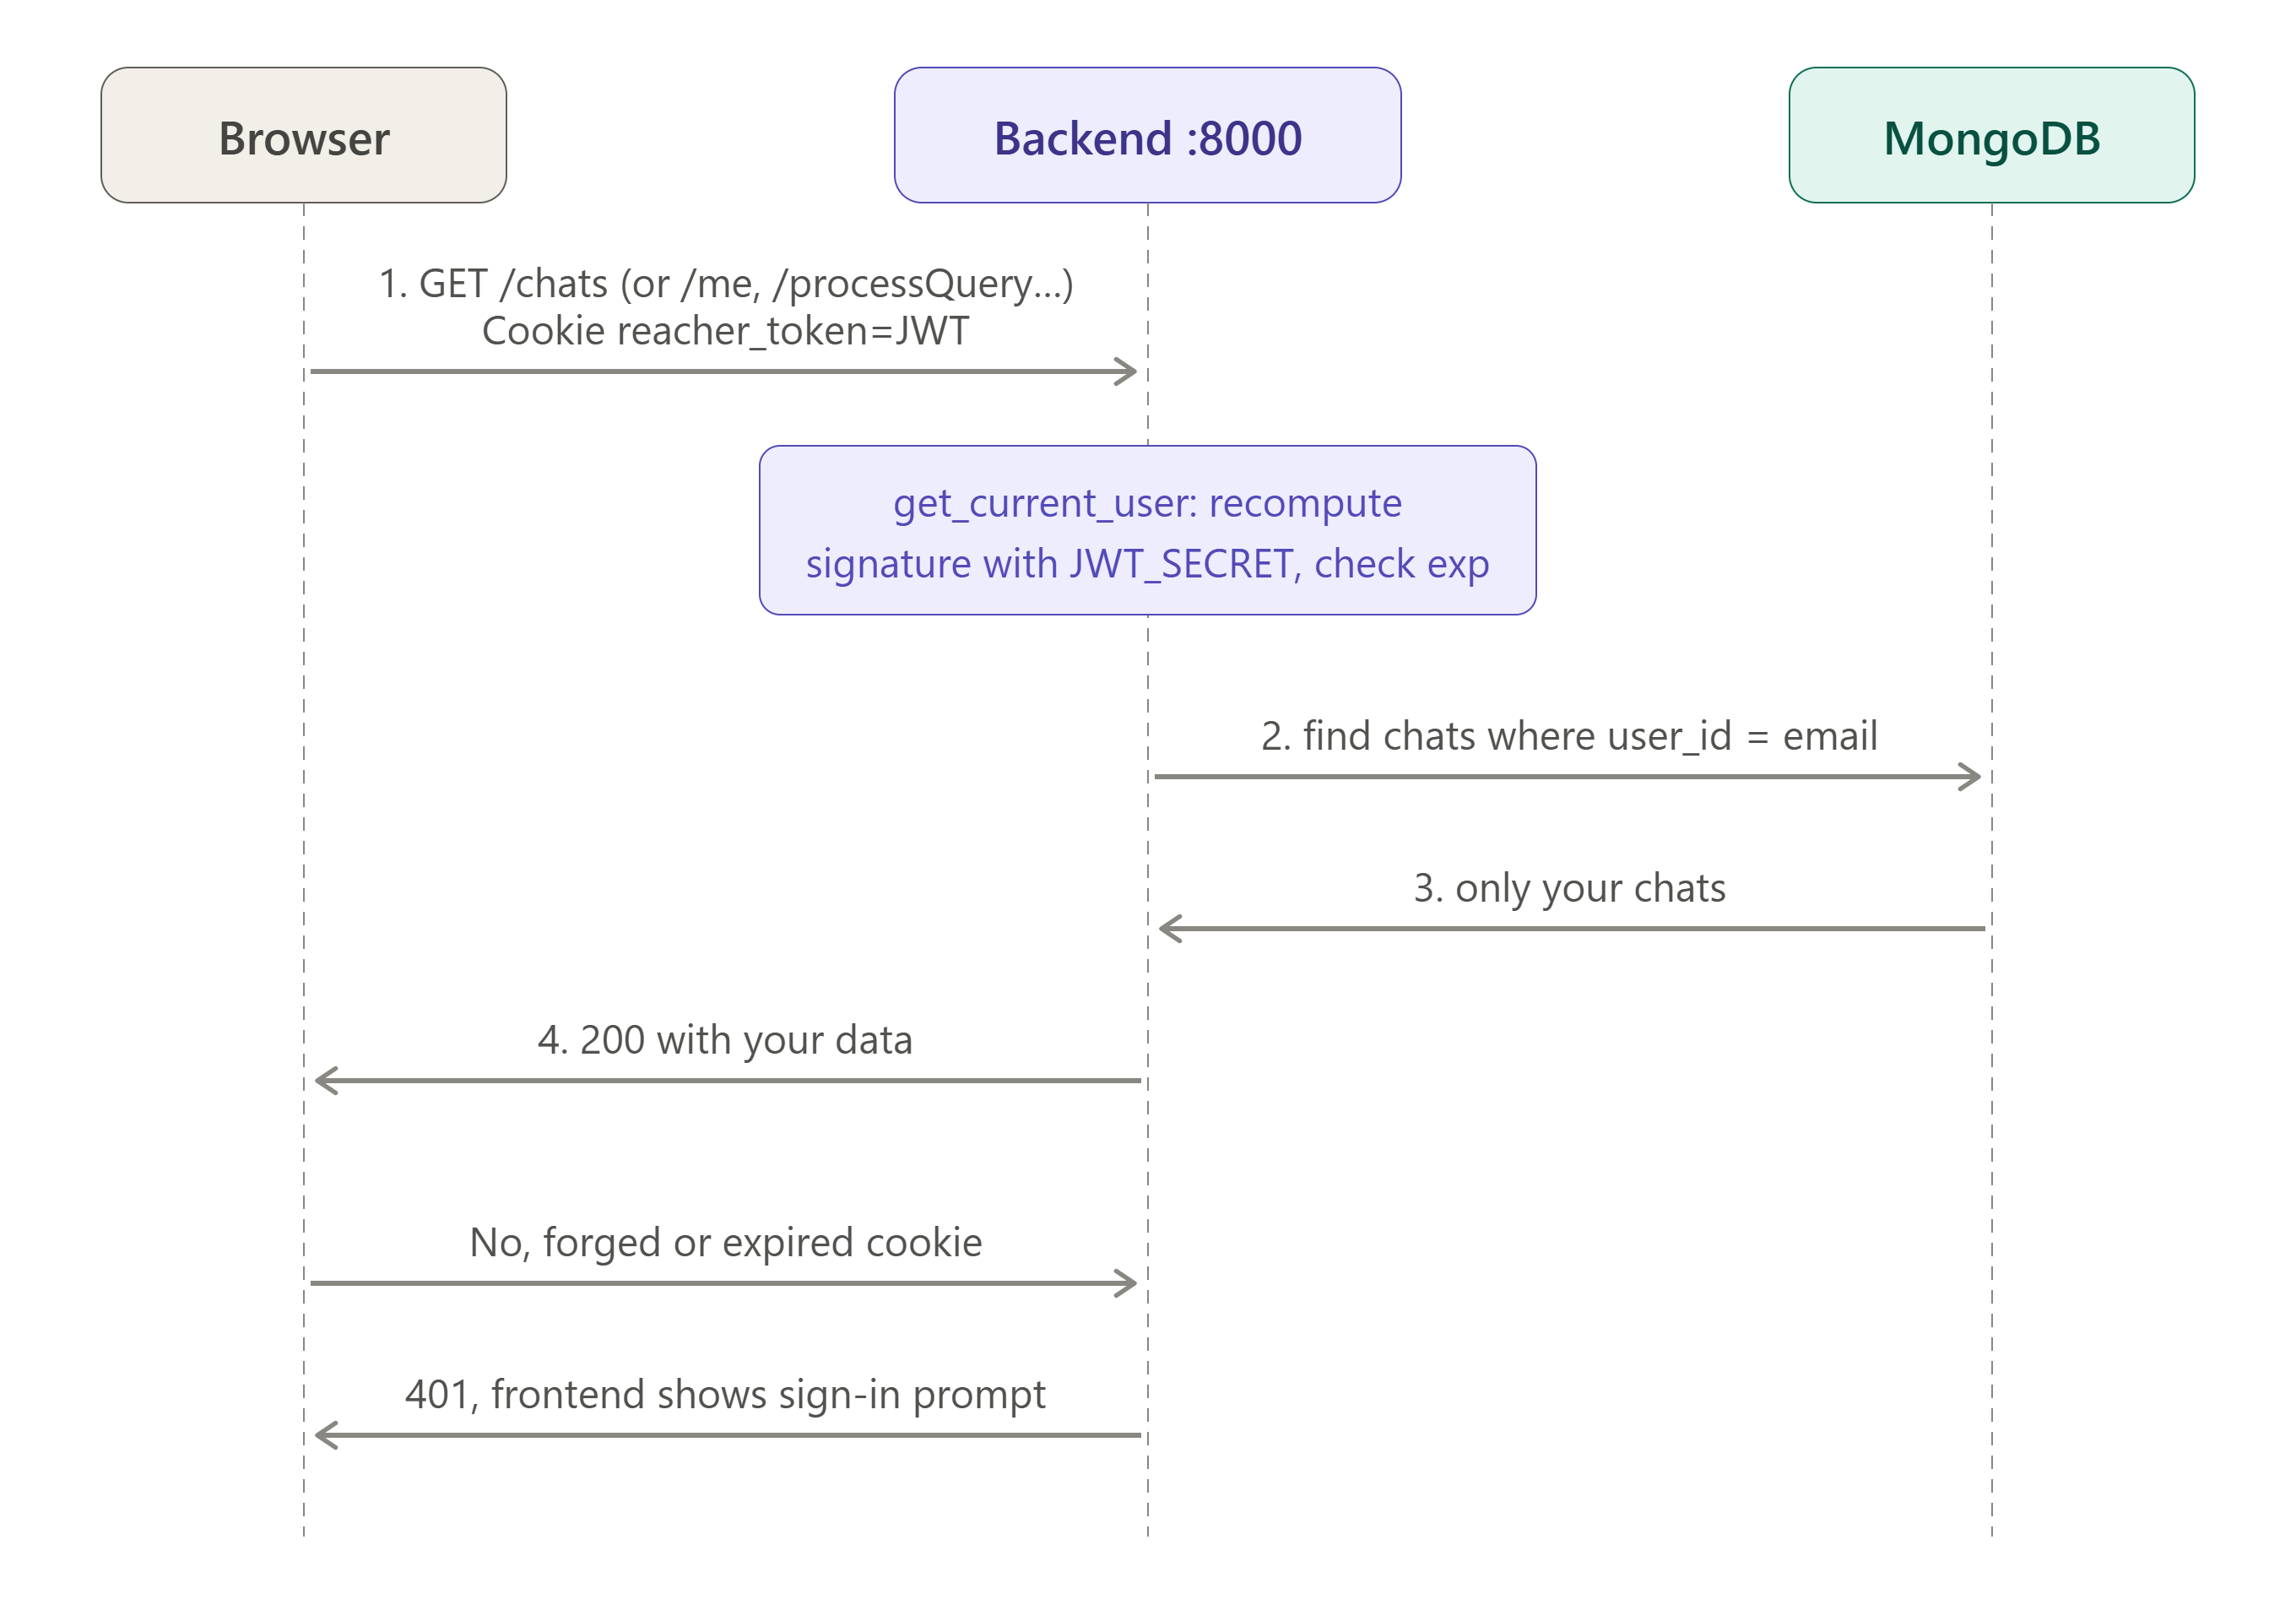 Browser
Backend :8000
MongoDB
1. GET /chats (or /me, /processQuery...)
Cookie reacher_token=JWT
get_current_user: recompute
signature with JWT_SECRET, check exp
2. find chats where user_id = email
3. only your chats
4. 200 with your data
No, forged or expired cookie
401, frontend shows sign-in prompt